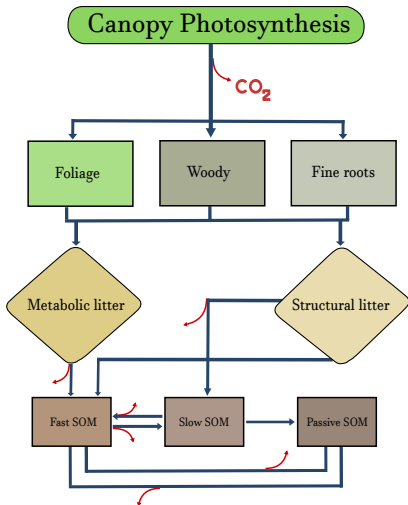 Canopy Photosynthesis
CO₂
Foliage
Woody
Fine roots
Metabolic litter
Structural litter
Fast SOM
Slow SOM
Passive SOM